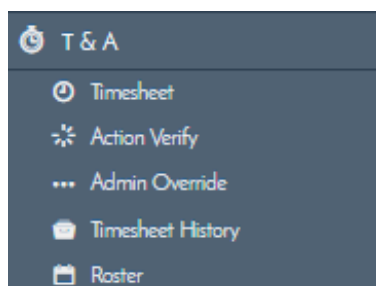 T & A
Timesheet
Action Verify
Admin Override
Timesheet History
Roster